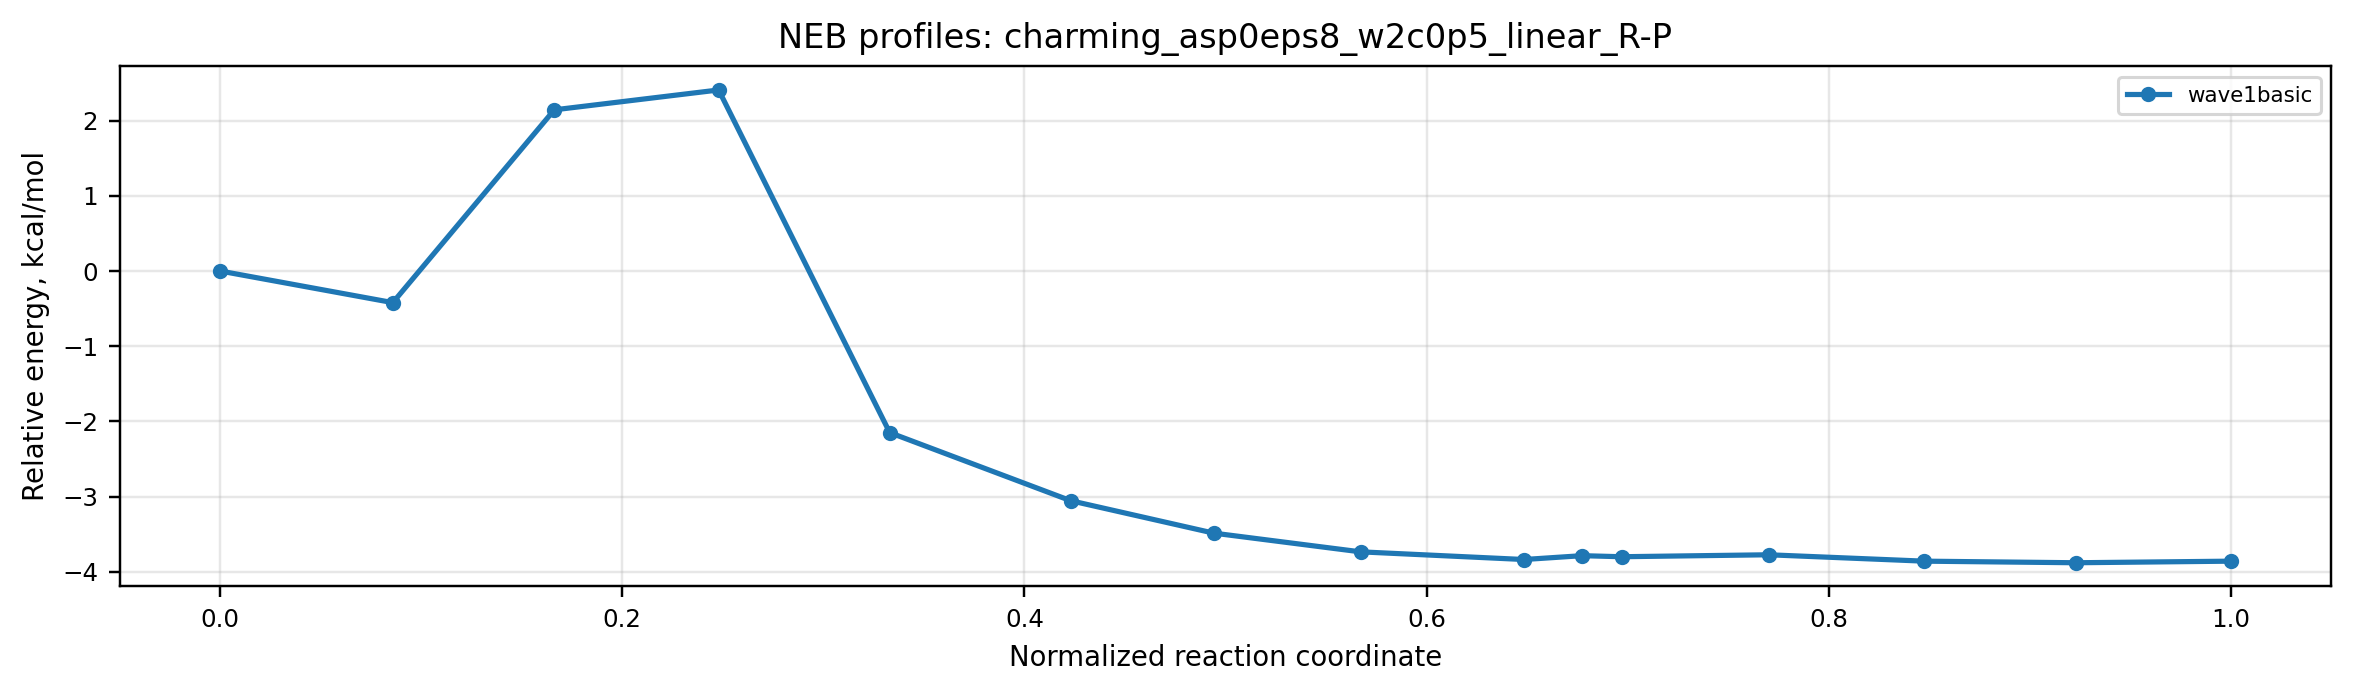 NEB profiles: charming_asp0eps8_w2c0p5_linear_R-P
wave1basic
Relative energy, kcal/mol
2
1
0
−1
−2
−3
−4
0.0 0.2 0.4 0.6 0.8 1.0
Normalized reaction coordinate